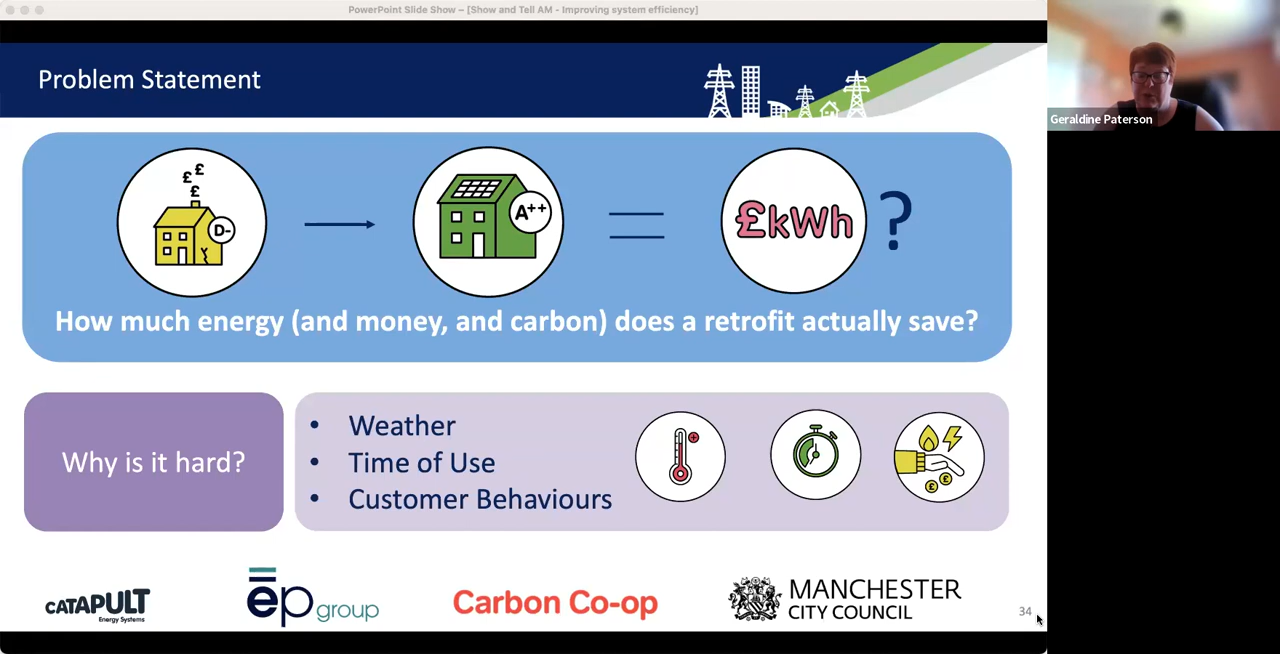 PowerPoint Slide Show – [Show and Tell AM - Improving system efficiency]
Problem Statement
Geraldine Paterson
£ £
£
D-
A++
£kWh
?
How much energy (and money, and carbon) does a retrofit actually save?
Why is it hard?
• Weather
• Time of Use
• Customer Behaviours
££
CATAPULT
Energy Systems
ep group
Carbon Co-op
MANCHESTER
CITY COUNCIL
34